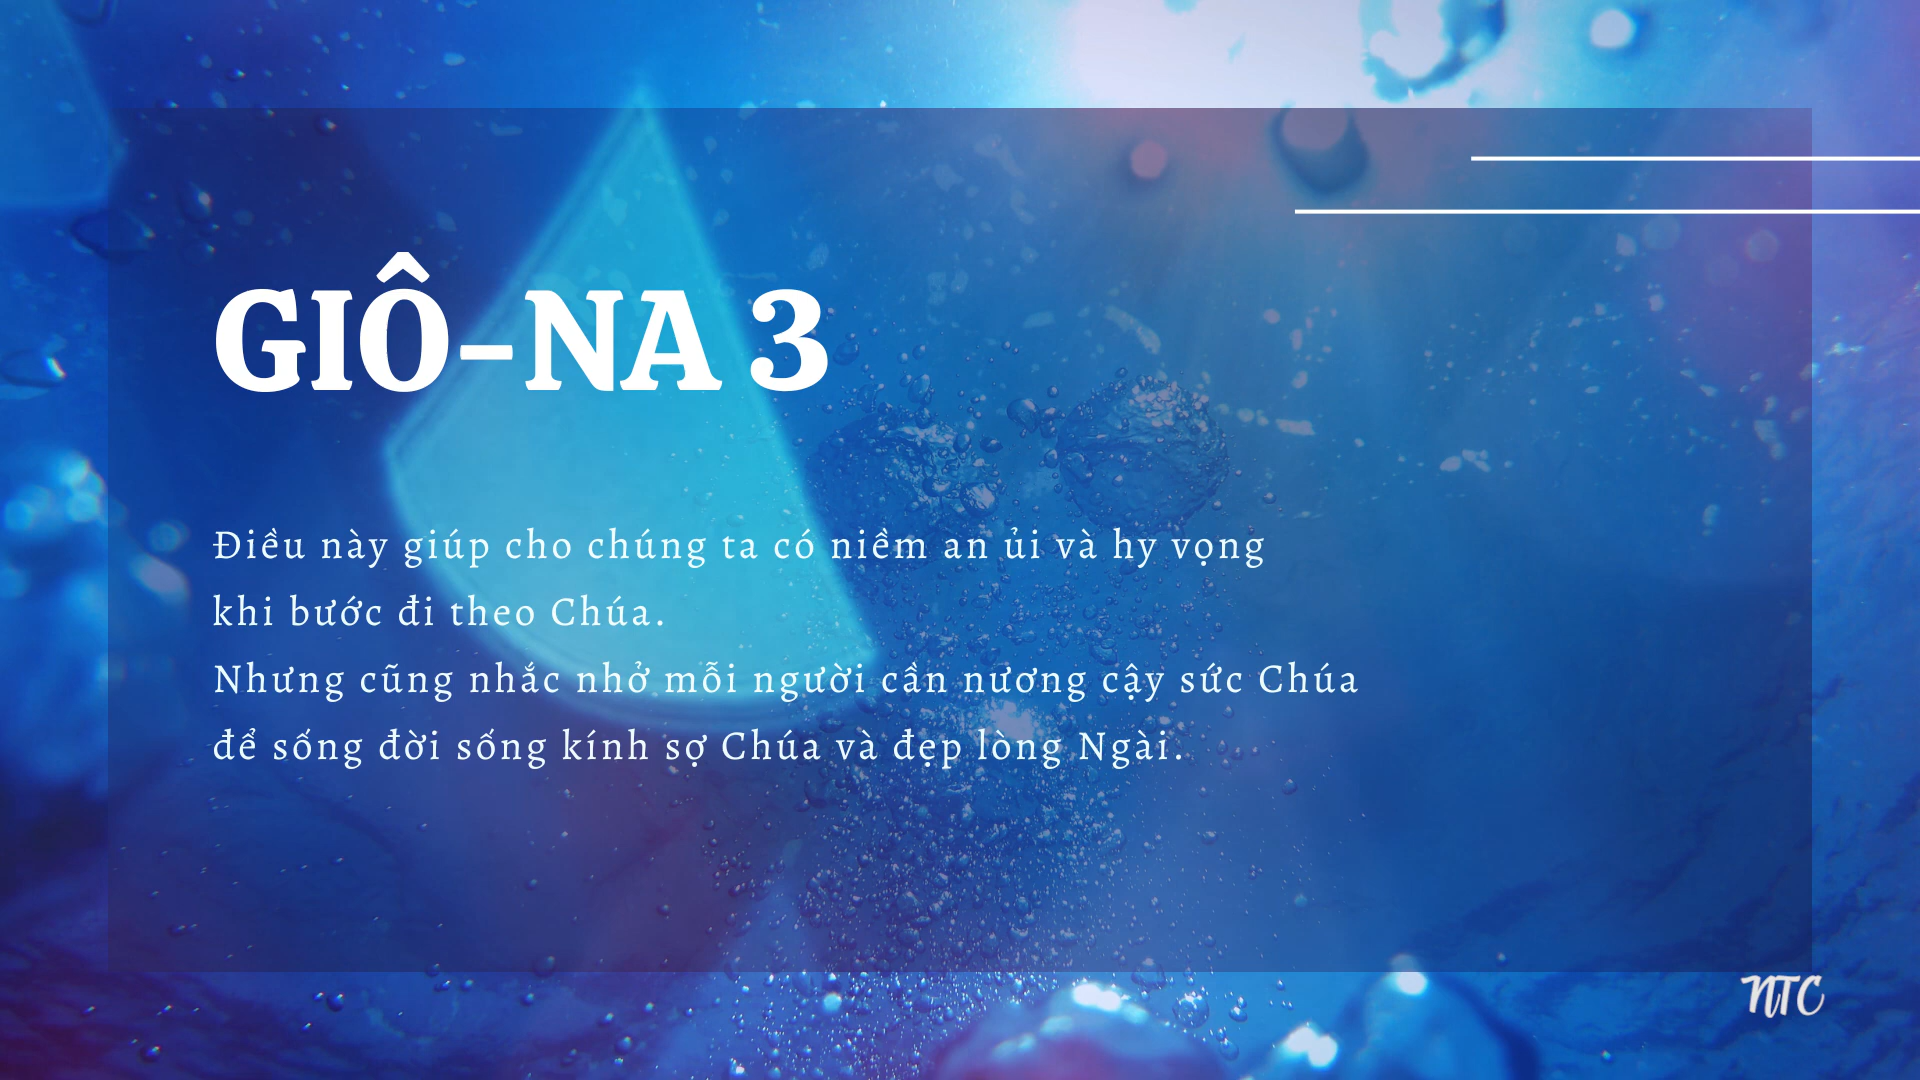 GIÔ-NA 3
Điều này giúp cho chúng ta có niềm an ủi và hy vọng
khi bước đi theo Chúa.
Nhưng cũng nhắc nhở mỗi người cần nương cậy sức Chúa
để sống đời sống kính sợ Chúa và đẹp lòng Ngài.
NTC